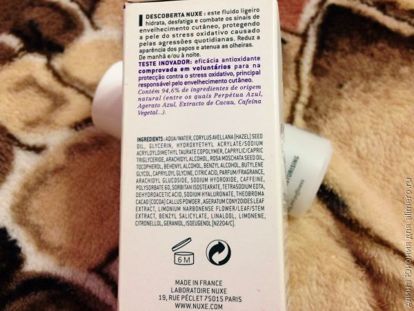 DESCOBERTA NUXE : este fluido ligeiro
hidrata, desfatiga e combate os sinais de
envelhecimento cutâneo, protegendo
a pele do stress oxidativo causado
pelas agressões quotidianas. Reduz a
aparência dos papos e atenua as olheiras.
De manhã e/ou à noite.
TESTE INOVADOR: eficácia antioxidante
comprovada em voluntários para na
protecção contra o stress oxidativo, principal
responsável pelo envelhecimento cutâneo.
Contém 94,6% de ingredientes de origem
natural (entre os quais Perpétua Azul,
Agerato Azul, Extracto de Cacau, Cafeína
Vegetal...).
INGREDIENTS: AQUA/WATER, CORYLUS AVELLANA (HAZEL) SEED
OIL, GLYCERIN, HYDROXYETHYL ACRYLATE/SODIUM
ACRYLOYLDIMETHYL TAURATE COPOLYMER, CAPRYLIC/CAPRIC
TRIGLYCERIDE, ARACHIDYL ALCOHOL, ROSA MOSCHATA SEED OIL,
TOCOPHEROL, BEHENYL ALCOHOL, BENZYL ALCOHOL, BUTYLENE
GLYCOL, CAPRYLOYL GLYCINE, CITRIC ACID, PARFUM/FRAGRANCE,
ARACHIDYL GLUCOSIDE, SODIUM HYDROXIDE, CAFFEINE,
POLYSORBATE 60, SORBITAN ISOSTEARATE, TETRASODIUM EDTA,
DEHYDROACETIC ACID, SODIUM HYALURONATE, THEOBROMA
CACAO (COCOA) CALLUS POWDER, AGERATUM CONYZOIDES LEAF
EXTRACT, LIMONIUM NARBONENSE FLOWER/LEAF/STEM
EXTRACT, BENZYL SALICYLATE, LINALOOL, LIMONENE,
CITRONELLOL, GERANIOL, ISOEUGENOL [N2204/C].
6 M
MADE IN FRANCE
LABORATOIRE NUXE
19, RUE PÉCLET 75015 PARIS
WWW.NUXE.COM